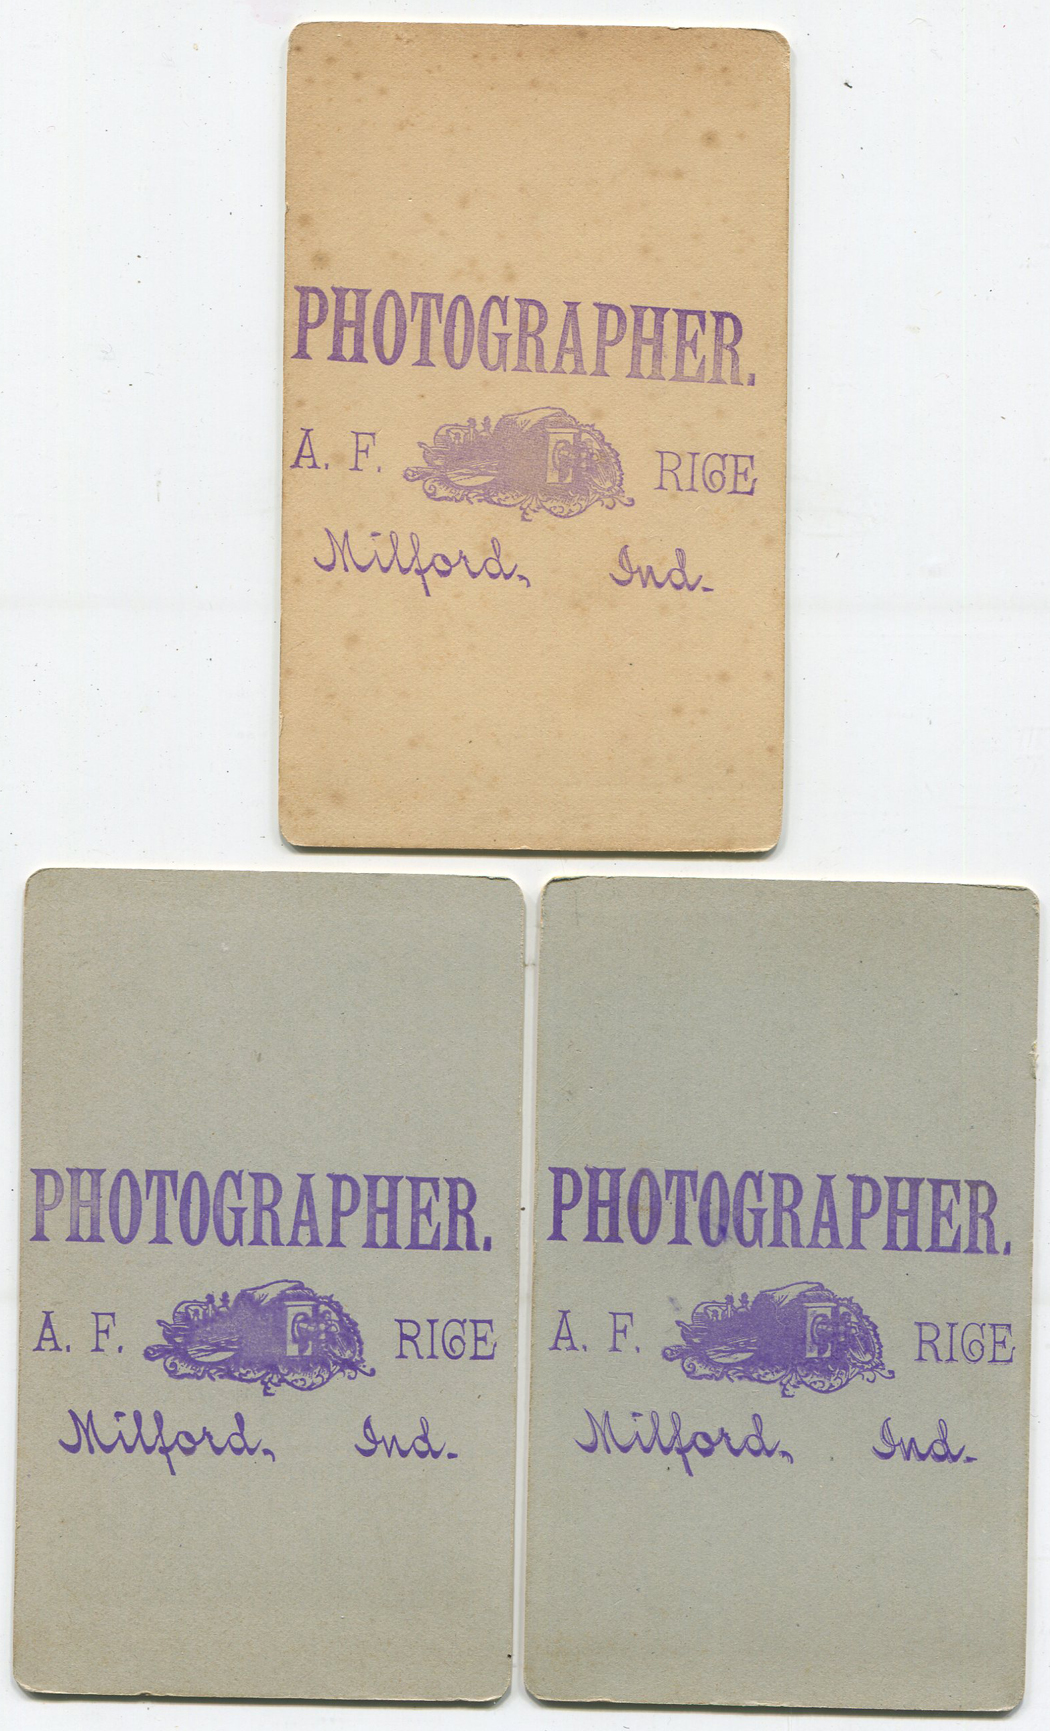 PHOTOGRAPHER.
A. F. RICE
Milford, Ind.
PHOTOGRAPHER.
A. F. RICE
Milford, Ind.
PHOTOGRAPHER.
A. F. RICE
Milford, Ind.